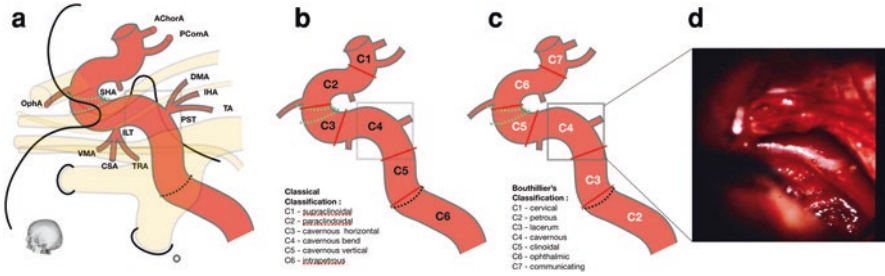 a
AChorA
PComA
SHA
DMA
IHA
OphA
TA
PST
ILT
VMA
CSA
TRA
b
C1
C2
C3
C4
C5
C6
Classical
Classification :
C1 - supraclinoidal
C2 - paraclindoidal
C3 - cavernous horizontal
C4 - cavernous bend
C5 - cavernous vertical
C6 - intrapetrous
c
C7
C6
C5
C4
C3
C2
Bouthillier's
Classification :
C1 - cervical
C2 - petrous
C3 - lacerum
C4 - cavernous
C5 - clinoidal
C6 - ophthalmic
C7 - communicating
d